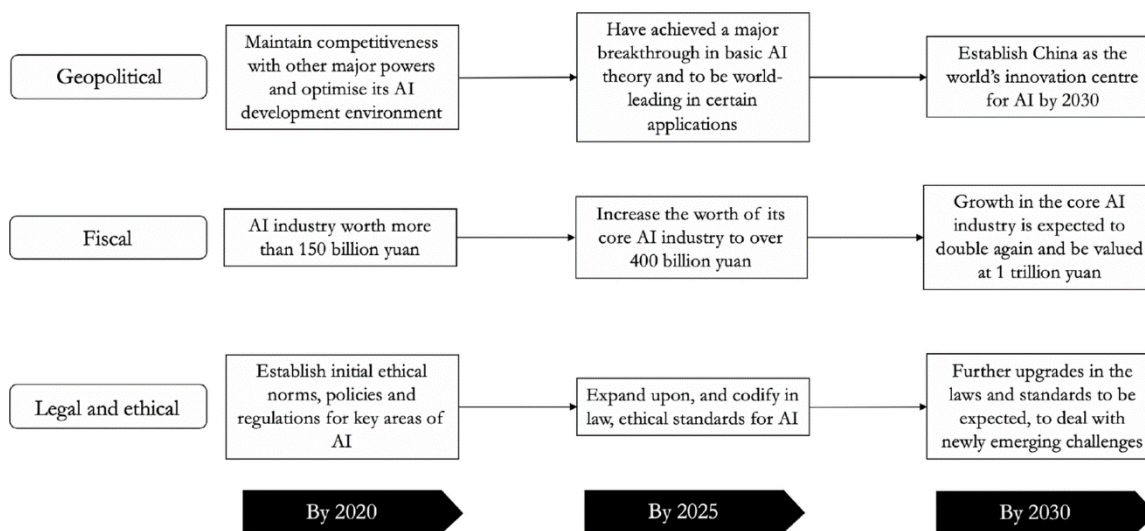 Geopolitical
Maintain competitiveness
with other major powers
and optimise its AI
development environment
Have achieved a major
breakthrough in basic AI
theory and to be world-
leading in certain
applications
Establish China as the
world's innovation centre
for AI by 2030
Fiscal
AI industry worth more
than 150 billion yuan
Increase the worth of its
core AI industry to over
400 billion yuan
Growth in the core AI
industry is expected to
double again and be valued
at 1 trillion yuan
Legal and ethical
Establish initial ethical
norms, policies and
regulations for key areas of
AI
Expand upon, and codify in
law, ethical standards for AI
Further upgrades in the
laws and standards to be
expected, to deal with
newly emerging challenges
By 2020
By 2025
By 2030